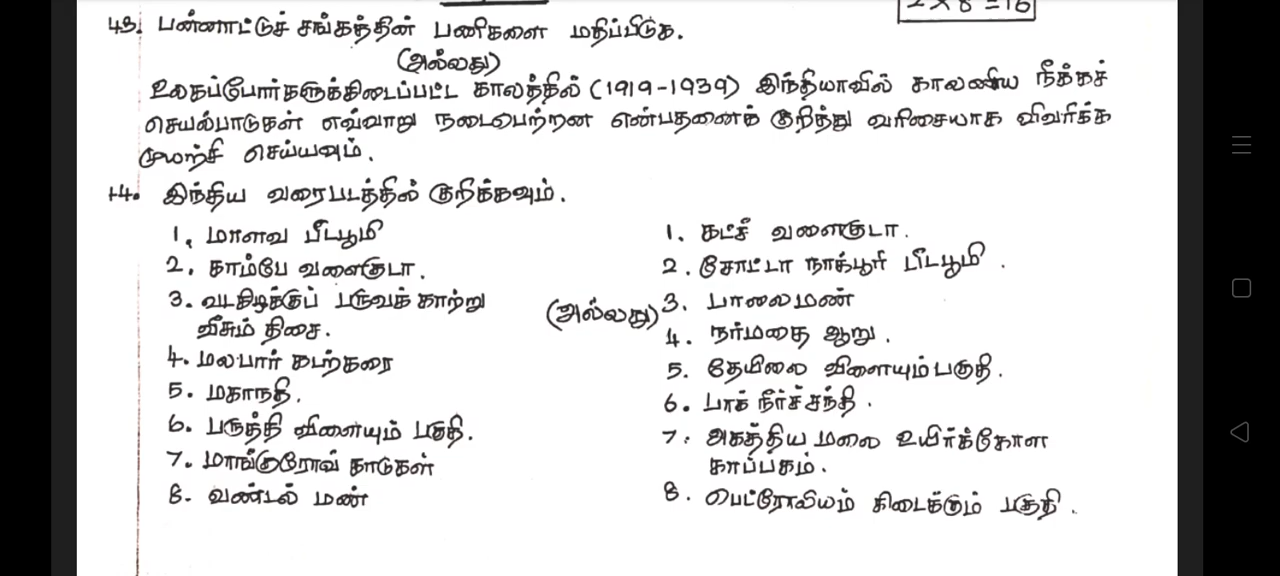 2 x 8 = 16
43. பன்னாட்டுச் சங்கத்தின் பணிகளை மதிப்பிடுக.
(அல்லது)
உலகப்போர்களுக்கிடைப்பட்ட காலத்தில் (1919-1939) இந்தியாவில் காலணிய நீக்கச்
செயல்பாடுகள் எவ்வாறு நடைபெற்றன என்பதனைக் குறித்து வரிசையாக விவரிக்க
முயற்சி செய்யவும்.
44. இந்திய வரைபடத்தில் குறிக்கவும்.
1. மாளவ பீடபூமி
2. காம்பே வளைகுடா.
3. வடகிழக்குப் பருவக் காற்று
வீசும் திசை.
4. மலபார் கடற்கரை
5. மகாநதி.
6. பருத்தி விளையும் பகுதி.
7. மாங்குரோவ் காடுகள்
8. வண்டல் மண்
(அல்லது)
1. கட்ச் வளைகுடா.
2. சோட்டா நாக்பூரி பீடபூமி.
3. பாலைமண்
4. நர்மதை ஆறு.
5. தேயிலை விளையும் பகுதி.
6. பாக் நீர்ச்சந்தி.
7. அகத்திய மலை உயிர்க்கோள
காப்பகம்.
8. பெட்ரோலியம் கிடைக்கும் பகுதி.